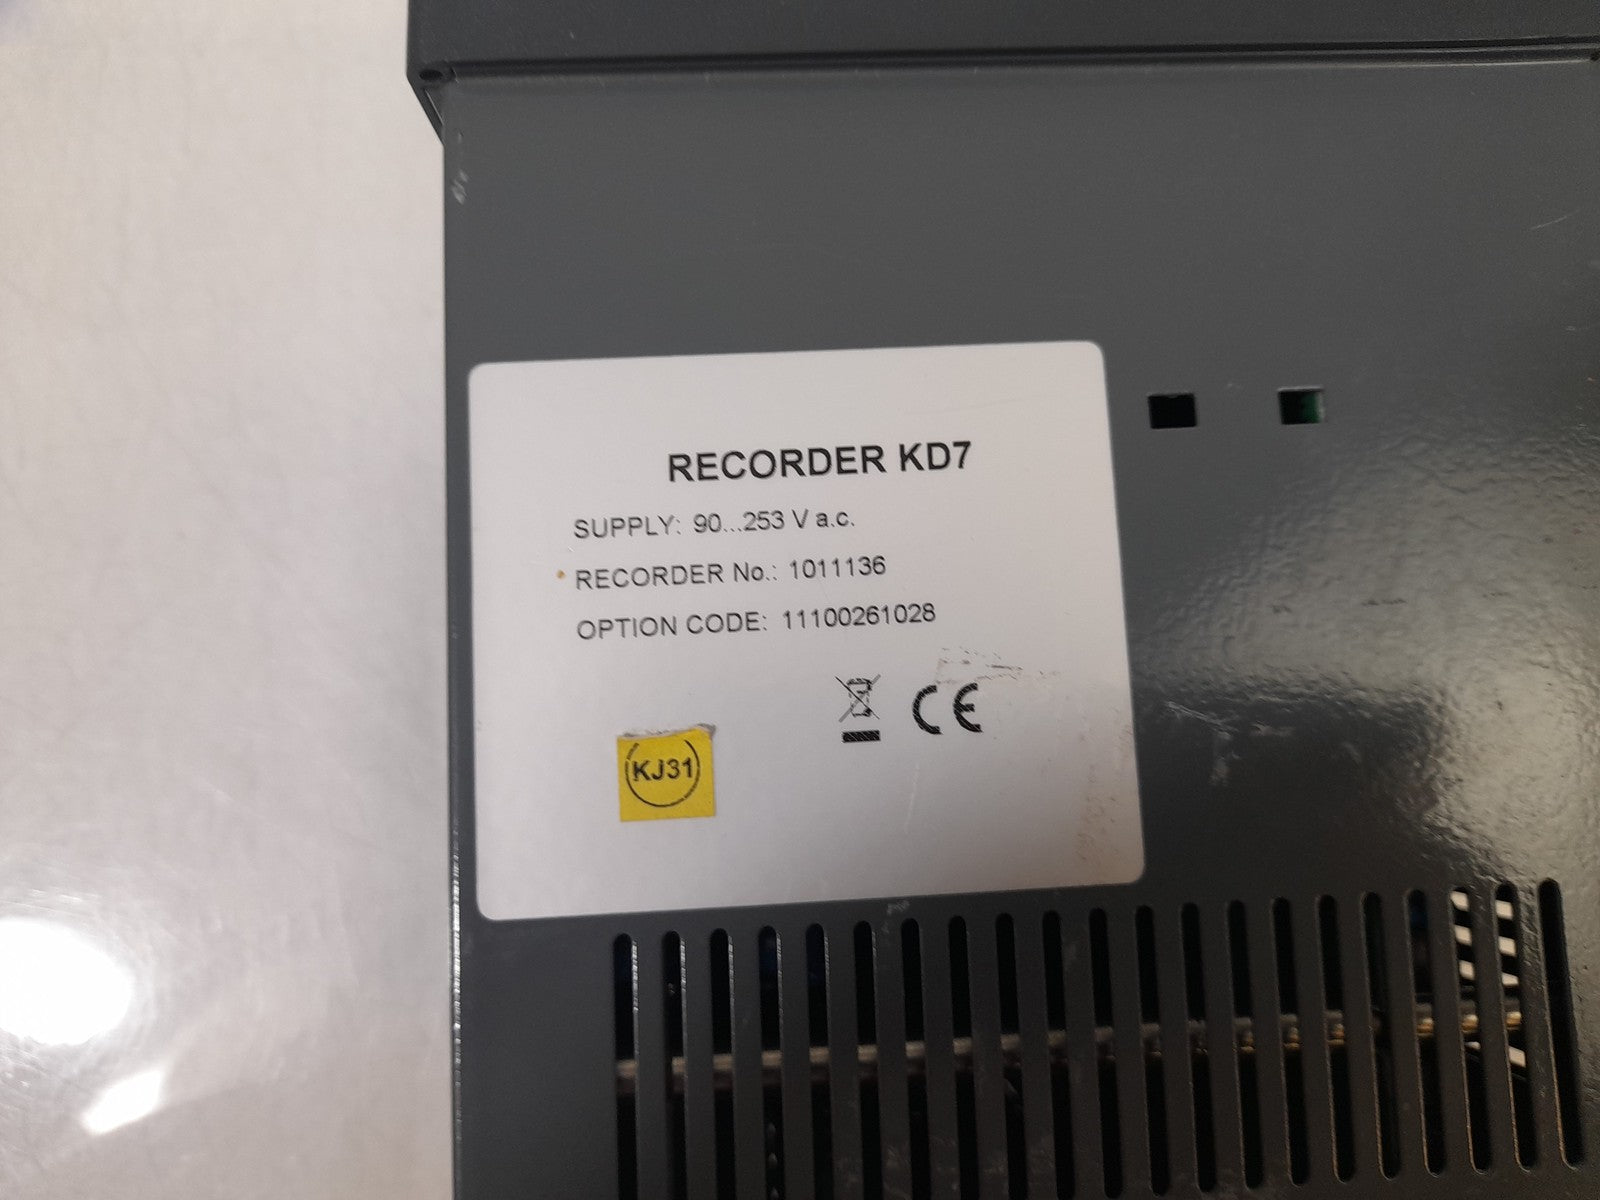 RECORDER KD7
SUPPLY: 90...253 V a.c.
RECORDER No.: 1011136
OPTION CODE: 11100261028
CE
KJ31